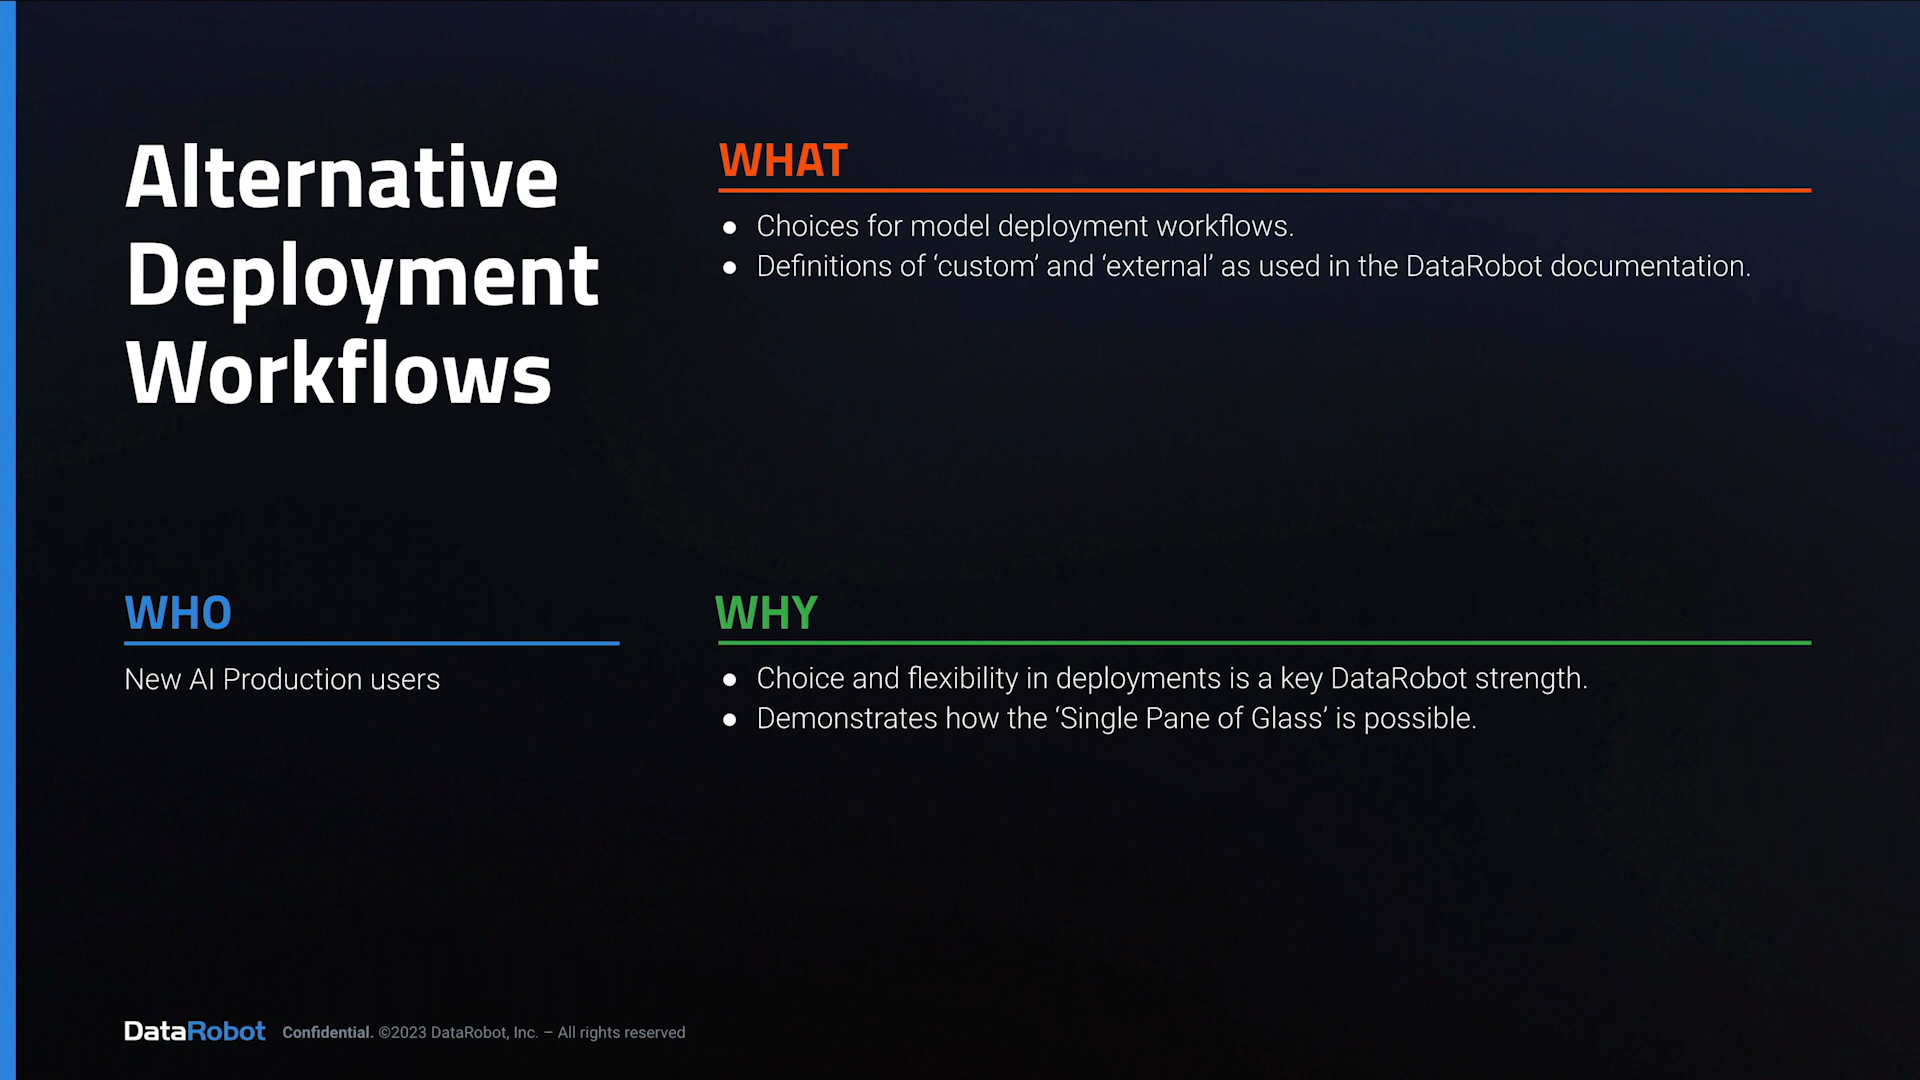 Alternative
Deployment
Workflows
WHAT
● Choices for model deployment workflows.
● Definitions of ‘custom’ and ‘external’ as used in the DataRobot documentation.
WHO
New AI Production users
WHY
● Choice and flexibility in deployments is a key DataRobot strength.
● Demonstrates how the ‘Single Pane of Glass’ is possible.
DataRobot Confidential. ©2023 DataRobot, Inc. – All rights reserved